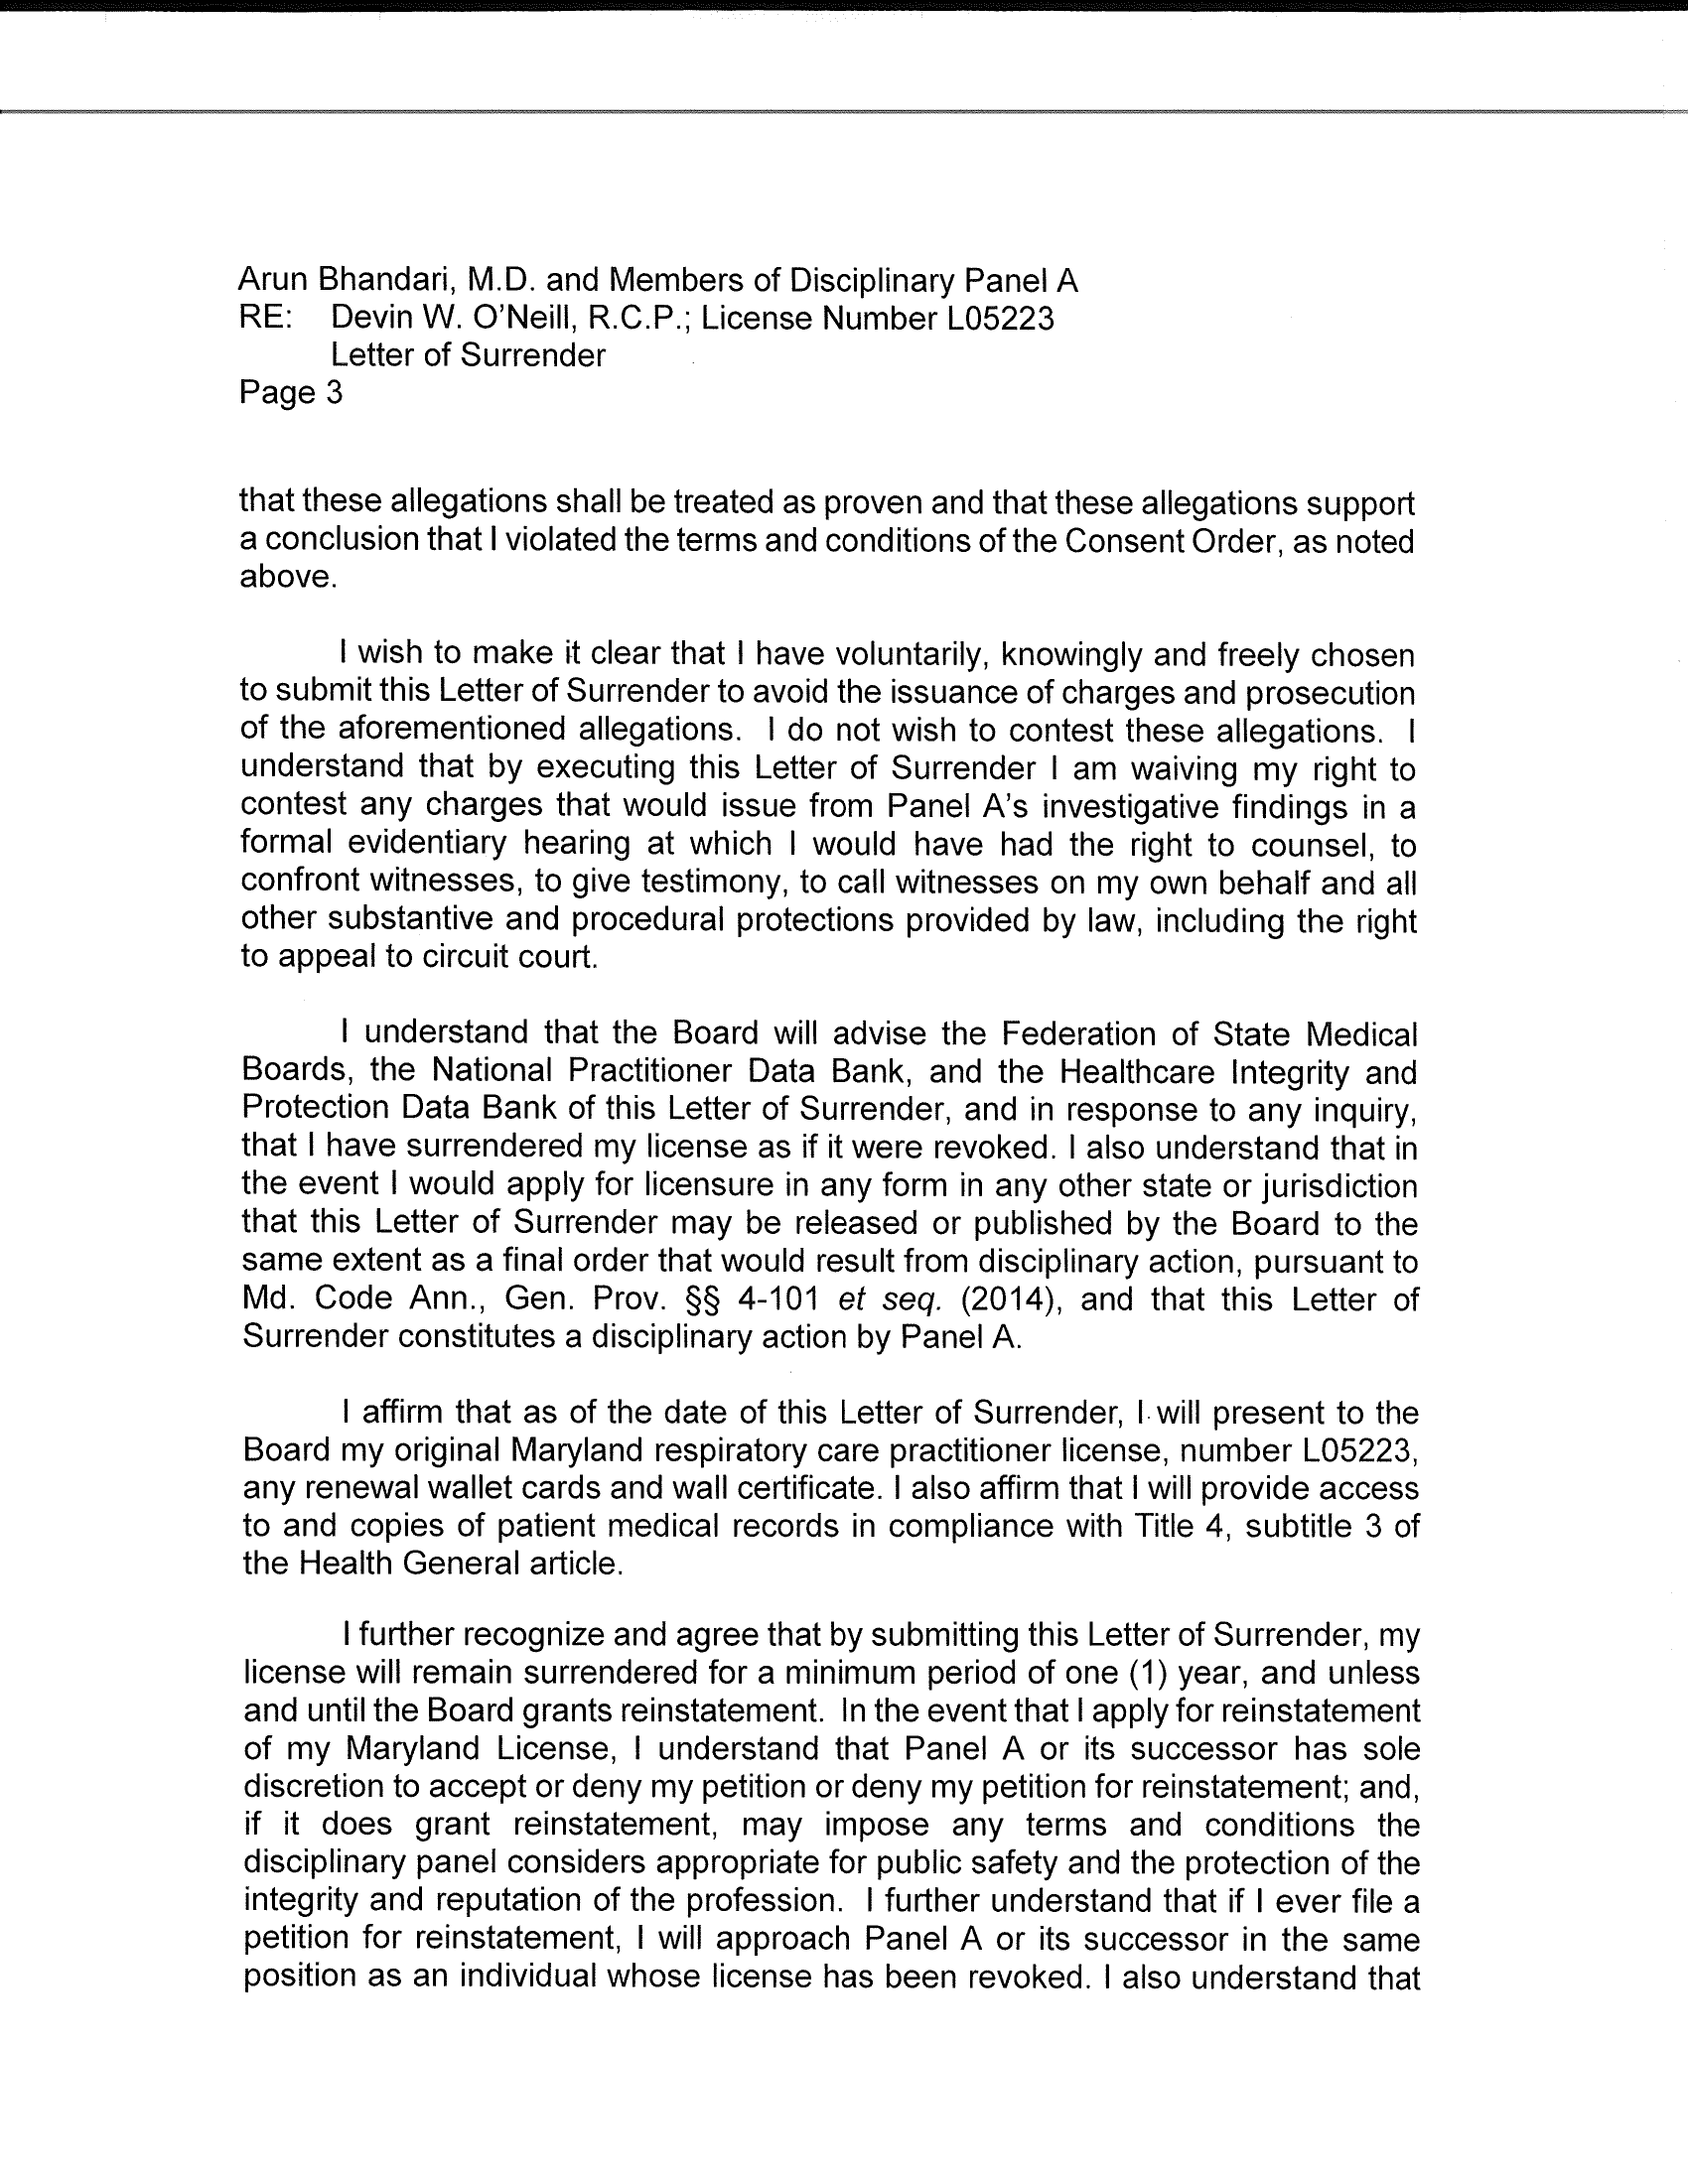 Arun Bhandari, M.D. and Members of Disciplinary Panel A
RE: Devin W. O'Neill, R.C.P.; License Number L05223
Letter of Surrender
Page 3
that these allegations shall be treated as proven and that these allegations support
a conclusion that I violated the terms and conditions of the Consent Order, as noted
above.
I wish to make it clear that I have voluntarily, knowingly and freely chosen
to submit this Letter of Surrender to avoid the issuance of charges and prosecution
of the aforementioned allegations. I do not wish to contest these allegations. I
understand that by executing this Letter of Surrender I am waiving my right to
contest any charges that would issue from Panel A's investigative findings in a
formal evidentiary hearing at which I would have had the right to counsel, to
confront witnesses, to give testimony, to call witnesses on my own behalf and all
other substantive and procedural protections provided by law, including the right
to appeal to circuit court.
I understand that the Board will advise the Federation of State Medical
Boards, the National Practitioner Data Bank, and the Healthcare Integrity and
Protection Data Bank of this Letter of Surrender, and in response to any inquiry,
that I have surrendered my license as if it were revoked. I also understand that in
the event I would apply for licensure in any form in any other state or jurisdiction
that this Letter of Surrender may be released or published by the Board to the
same extent as a final order that would result from disciplinary action, pursuant to
Md. Code Ann., Gen. Prov. §§ 4-101 et seq. (2014), and that this Letter of
Surrender constitutes a disciplinary action by Panel A.
I affirm that as of the date of this Letter of Surrender, I will present to the
Board my original Maryland respiratory care practitioner license, number L05223,
any renewal wallet cards and wall certificate. I also affirm that I will provide access
to and copies of patient medical records in compliance with Title 4, subtitle 3 of
the Health General article.
I further recognize and agree that by submitting this Letter of Surrender, my
license will remain surrendered for a minimum period of one (1) year, and unless
and until the Board grants reinstatement. In the event that I apply for reinstatement
of my Maryland License, I understand that Panel A or its successor has sole
discretion to accept or deny my petition or deny my petition for reinstatement; and,
if it does grant reinstatement, may impose any terms and conditions the
disciplinary panel considers appropriate for public safety and the protection of the
integrity and reputation of the profession. I further understand that if I ever file a
petition for reinstatement, I will approach Panel A or its successor in the same
position as an individual whose license has been revoked. I also understand that